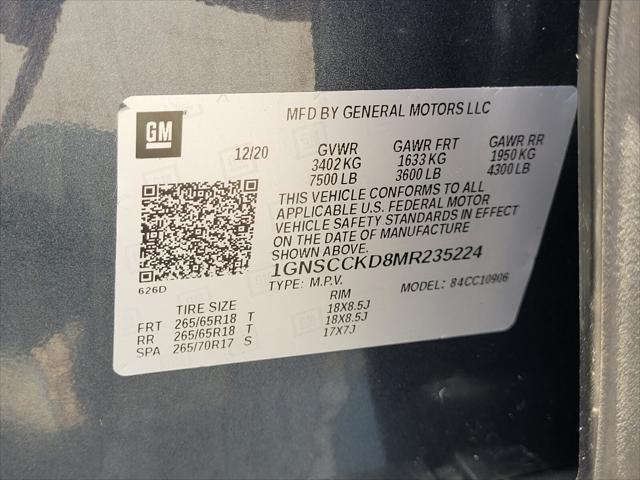 MFD BY GENERAL MOTORS LLC
GM
12/20 GVWR GAWR FRT GAWR RR
3402 KG 1633 KG 1950 KG
7500 LB 3600 LB 4300 LB
THIS VEHICLE CONFORMS TO ALL
APPLICABLE U.S. FEDERAL MOTOR
VEHICLE SAFETY STANDARDS IN EFFECT
ON THE DATE OF MANUFACTURE
SHOWN ABOVE.
1GNSCCKD8MR235224
626D
TYPE: M.P.V. MODEL: 84CC10906
TIRE SIZE RIM
FRT 265/65R18 T 18X8.5J
RR 265/65R18 T 18X8.5J
SPA 265/70R17 S 17X7J